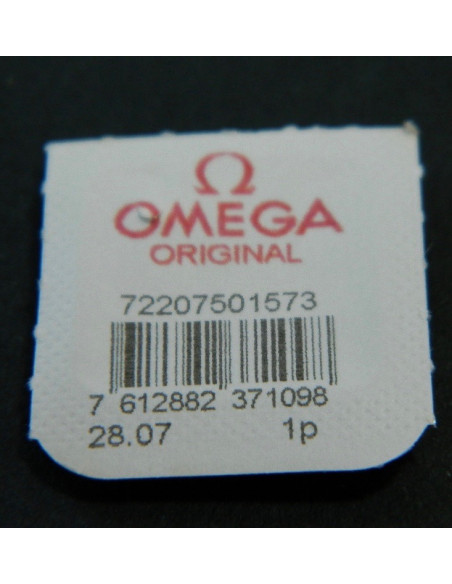 Ω
OMEGA
ORIGINAL
72207501573
7 612882 371098
28.07 1p